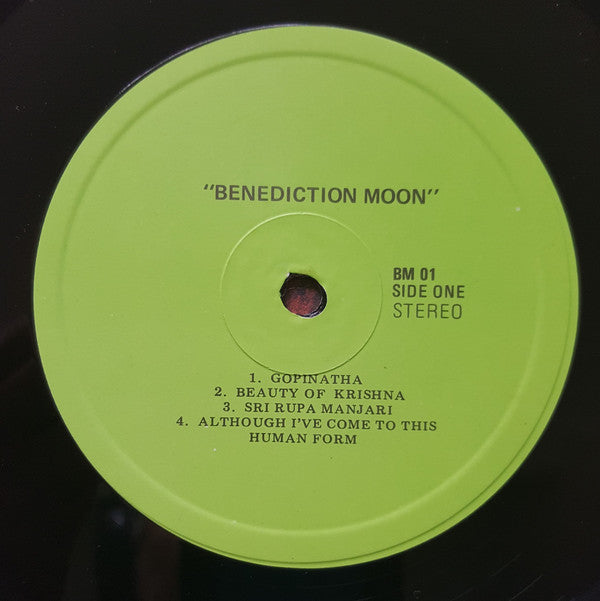 "BENEDICTION MOON"
BM 01
SIDE ONE
STEREO
1. GOPINATHA
2. BEAUTY OF KRISHNA
3. SRI RUPA MANJARI
4. ALTHOUGH I'VE COME TO THIS
HUMAN FORM